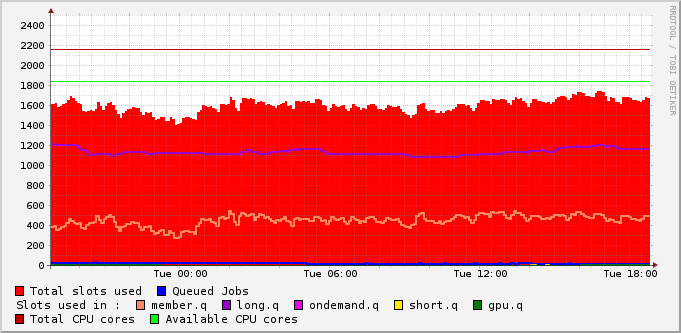 2400
2200
2000
1800
1600
1400
1200
1000
800
600
400
200
0
Tue 00:00 Tue 06:00 Tue 12:00 Tue 18:00
Total slots used Queued Jobs
Slots used in : member.q long.q ondemand.q short.q gpu.q
Total CPU cores Available CPU cores
RRDTOOL / TOBI OETIKER